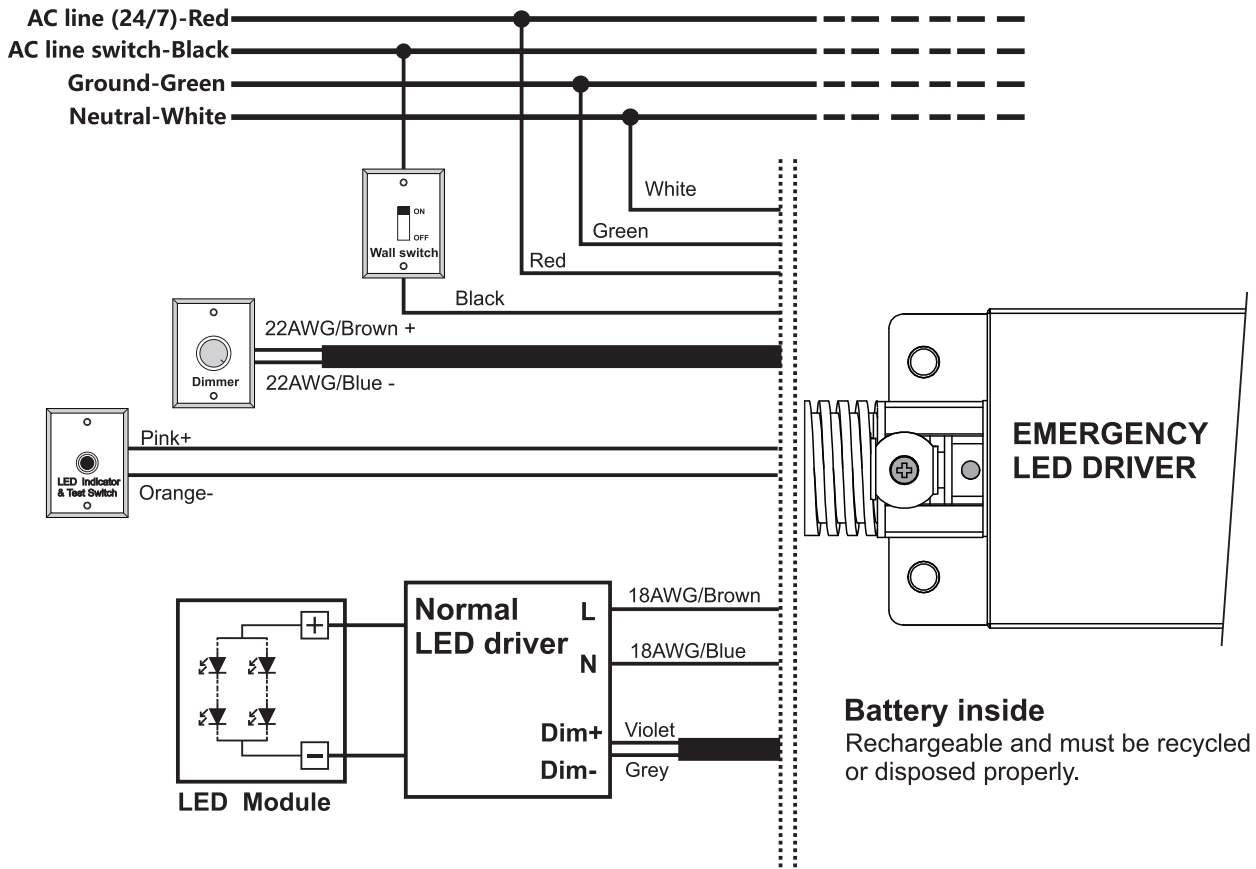 AC line (24/7)-Red
AC line switch-Black
Ground-Green
Neutral-White
White
ON
OFF
Wall switch
Green
Red
Black
22AWG/Brown +
Dimmer
22AWG/Blue -
Pink+
LED Indicator
& Test Switch
Orange-
EMERGENCY
LED DRIVER
Normal
LED driver
L
18AWG/Brown
N
18AWG/Blue
+
−
Dim+
Violet
Dim-
Grey
LED Module
Battery inside
Rechargeable and must be recycled
or disposed properly.